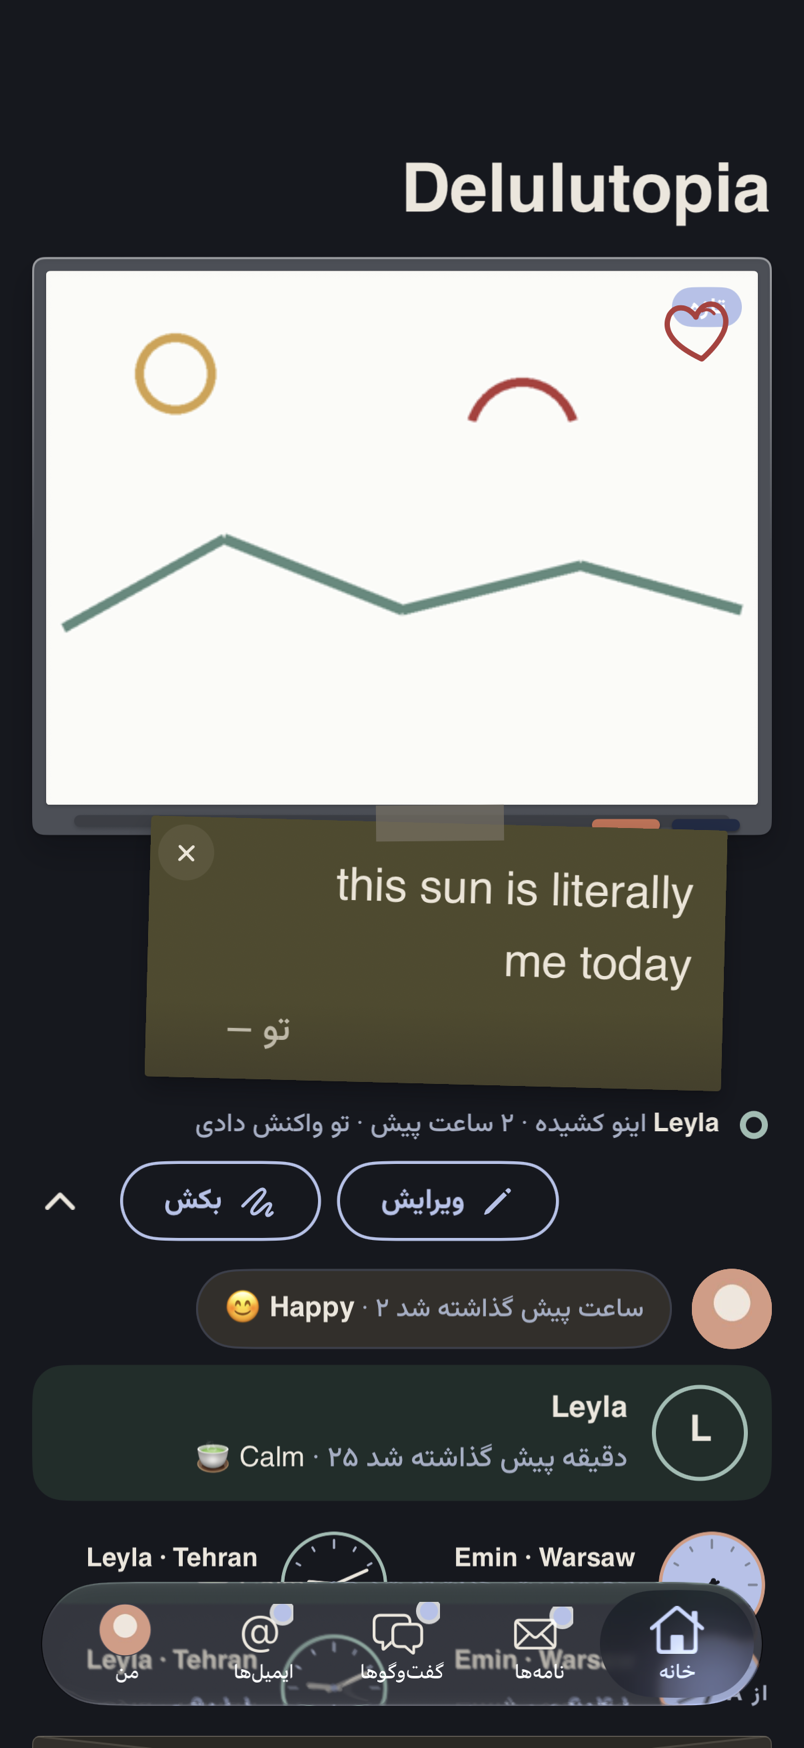 Delulutopia
this sun is literally
me today
— تو
Leyla اینو کشیده · ۲ ساعت پیش · تو واکنش دادی
ویرایش
بکش
😊 Happy · ۲ ساعت پیش گذاشته شد
L
Leyla
🍵 Calm · ۲۵ دقیقه پیش گذاشته شد
Emin · Warsaw
Leyla · Tehran
خانه
نامه‌ها
گفت‌وگوها
@
ایمیل‌ها
من